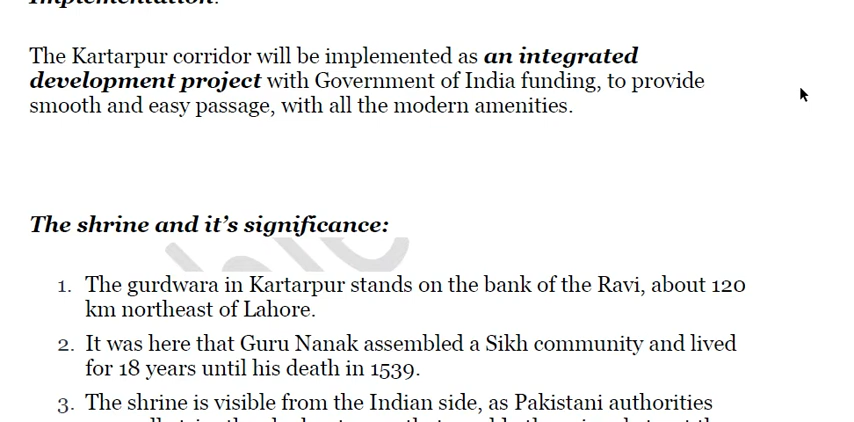 The Kartarpur corridor will be implemented as an integrated
development project with Government of India funding, to provide
smooth and easy passage, with all the modern amenities.
The shrine and it's significance:
1. The gurdwara in Kartarpur stands on the bank of the Ravi, about 120
km northeast of Lahore.
2. It was here that Guru Nanak assembled a Sikh community and lived
for 18 years until his death in 1539.
3. The shrine is visible from the Indian side, as Pakistani authorities